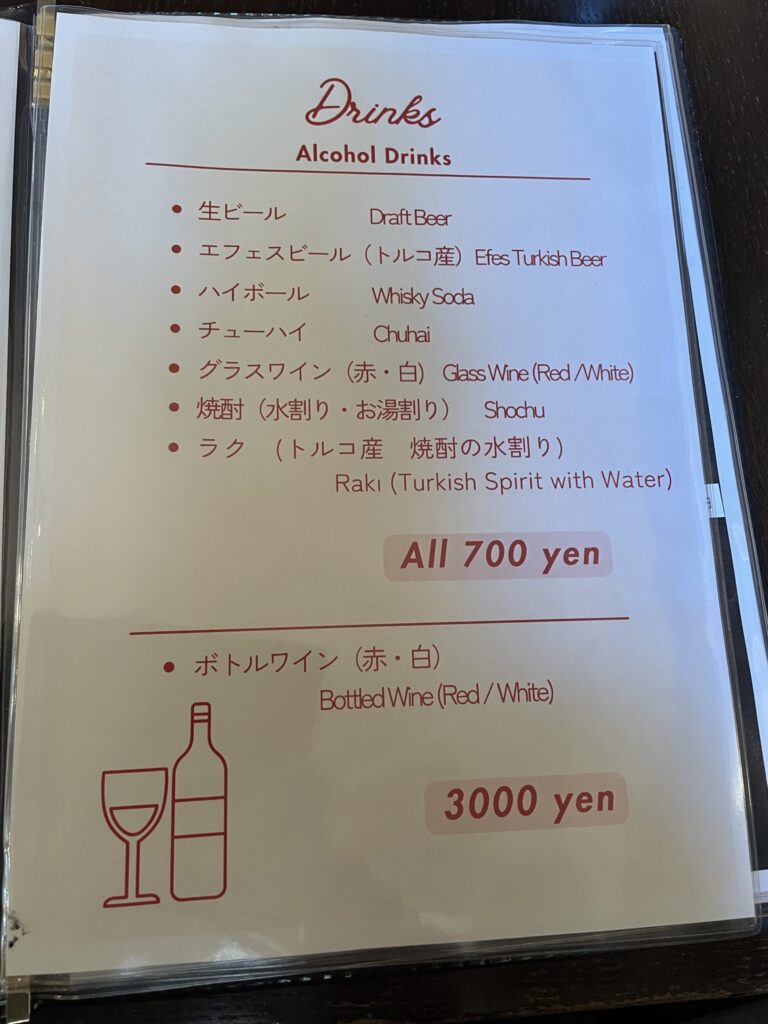 Drinks
Alcohol Drinks
• 生ビール Draft Beer
• エフェスビール（トルコ産）Efes Turkish Beer
• ハイボール Whisky Soda
• チューハイ Chuhai
• グラスワイン（赤・白） Glass Wine (Red /White)
• 焼酎（水割り・お湯割り） Shochu
• ラク （トルコ産 焼酎の水割り）
Rakı (Turkish Spirit with Water)
All 700 yen
• ボトルワイン（赤・白）
Bottled Wine (Red / White)
3000 yen